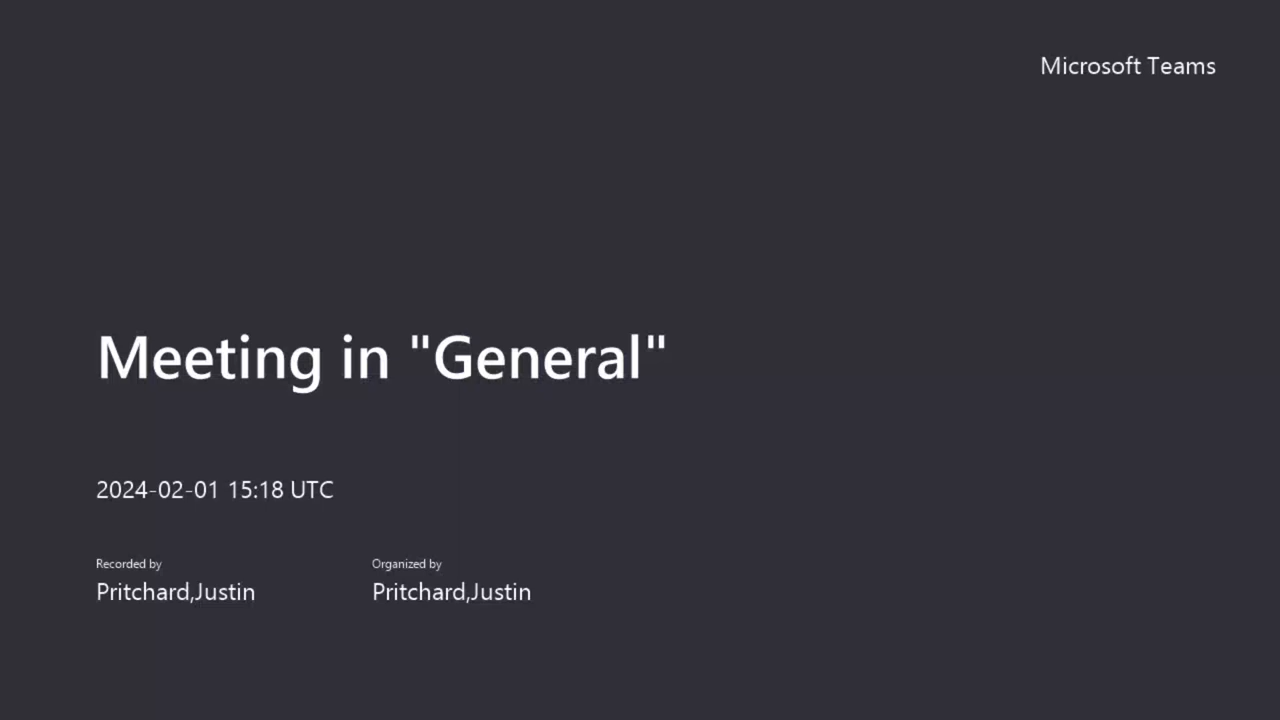 Microsoft Teams
Meeting in "General"
2024-02-01 15:18 UTC
Recorded by
Pritchard,Justin
Organized by
Pritchard,Justin